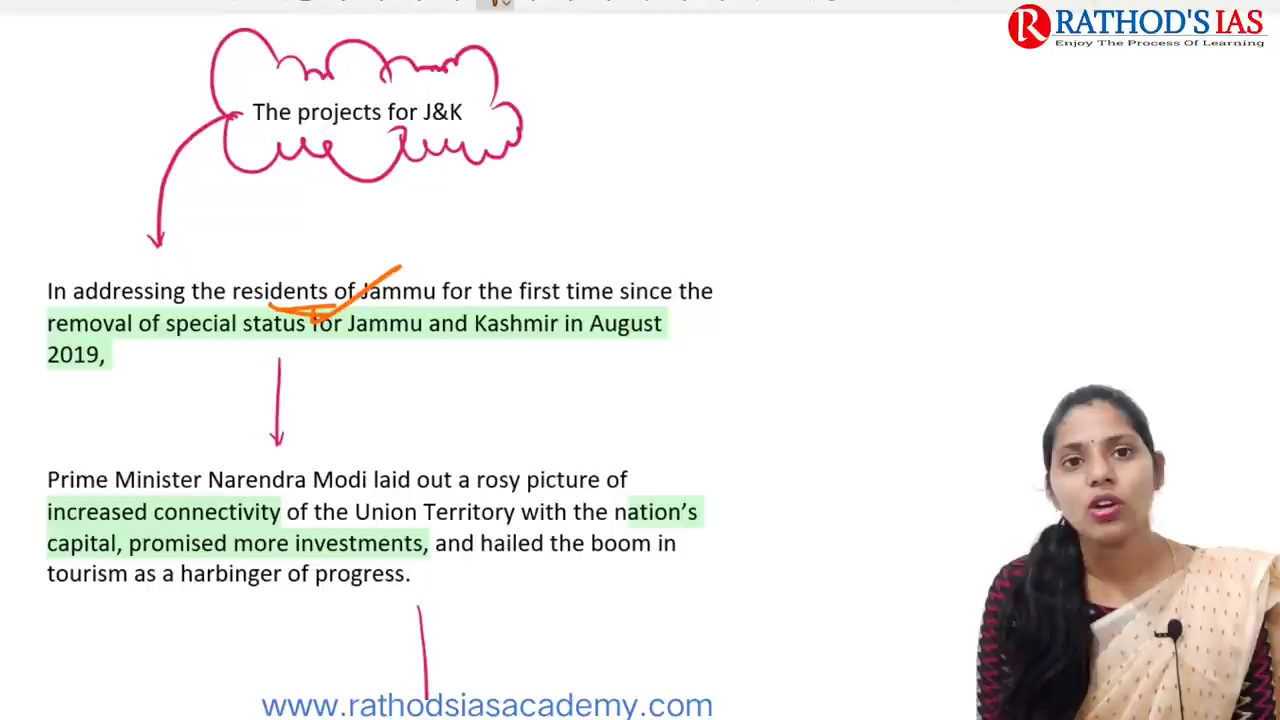 RATHOD'S IAS
Enjoy The Process Of Learning
The projects for J&K
In addressing the residents of Jammu for the first time since the
removal of special status for Jammu and Kashmir in August
2019,
Prime Minister Narendra Modi laid out a rosy picture of
increased connectivity of the Union Territory with the nation's
capital, promised more investments, and hailed the boom in
tourism as a harbinger of progress.
www.rathodsiasacademy.com